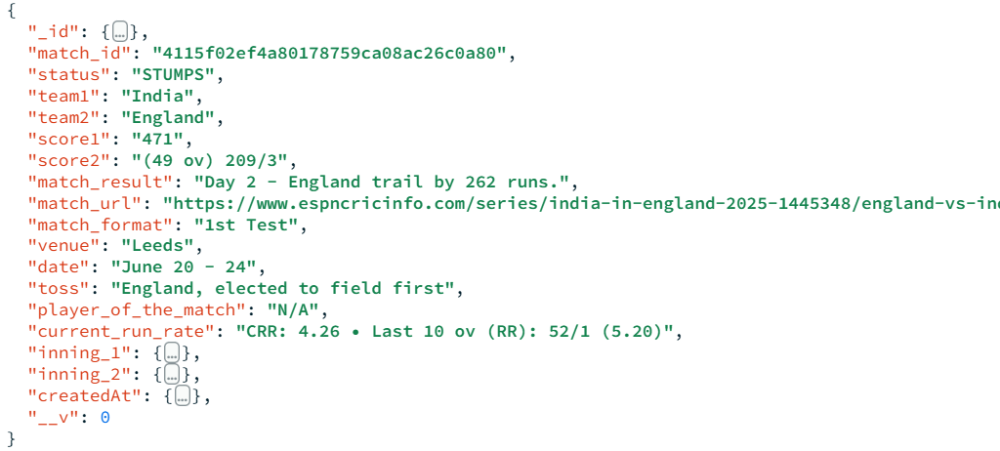 {
"_id": {…},
"match_id": "4115f02ef4a80178759ca08ac26c0a80",
"status": "STUMPS",
"team1": "India",
"team2": "England",
"score1": "471",
"score2": "(49 ov) 209/3",
"match_result": "Day 2 - England trail by 262 runs.",
"match_url": "https://www.espncricinfo.com/series/india-in-england-2025-1445348/england-vs-ind
"match_format": "1st Test",
"venue": "Leeds",
"date": "June 20 - 24",
"toss": "England, elected to field first",
"player_of_the_match": "N/A",
"current_run_rate": "CRR: 4.26 • Last 10 ov (RR): 52/1 (5.20)",
"inning_1": {…},
"inning_2": {…},
"createdAt": {…},
"__v": 0
}